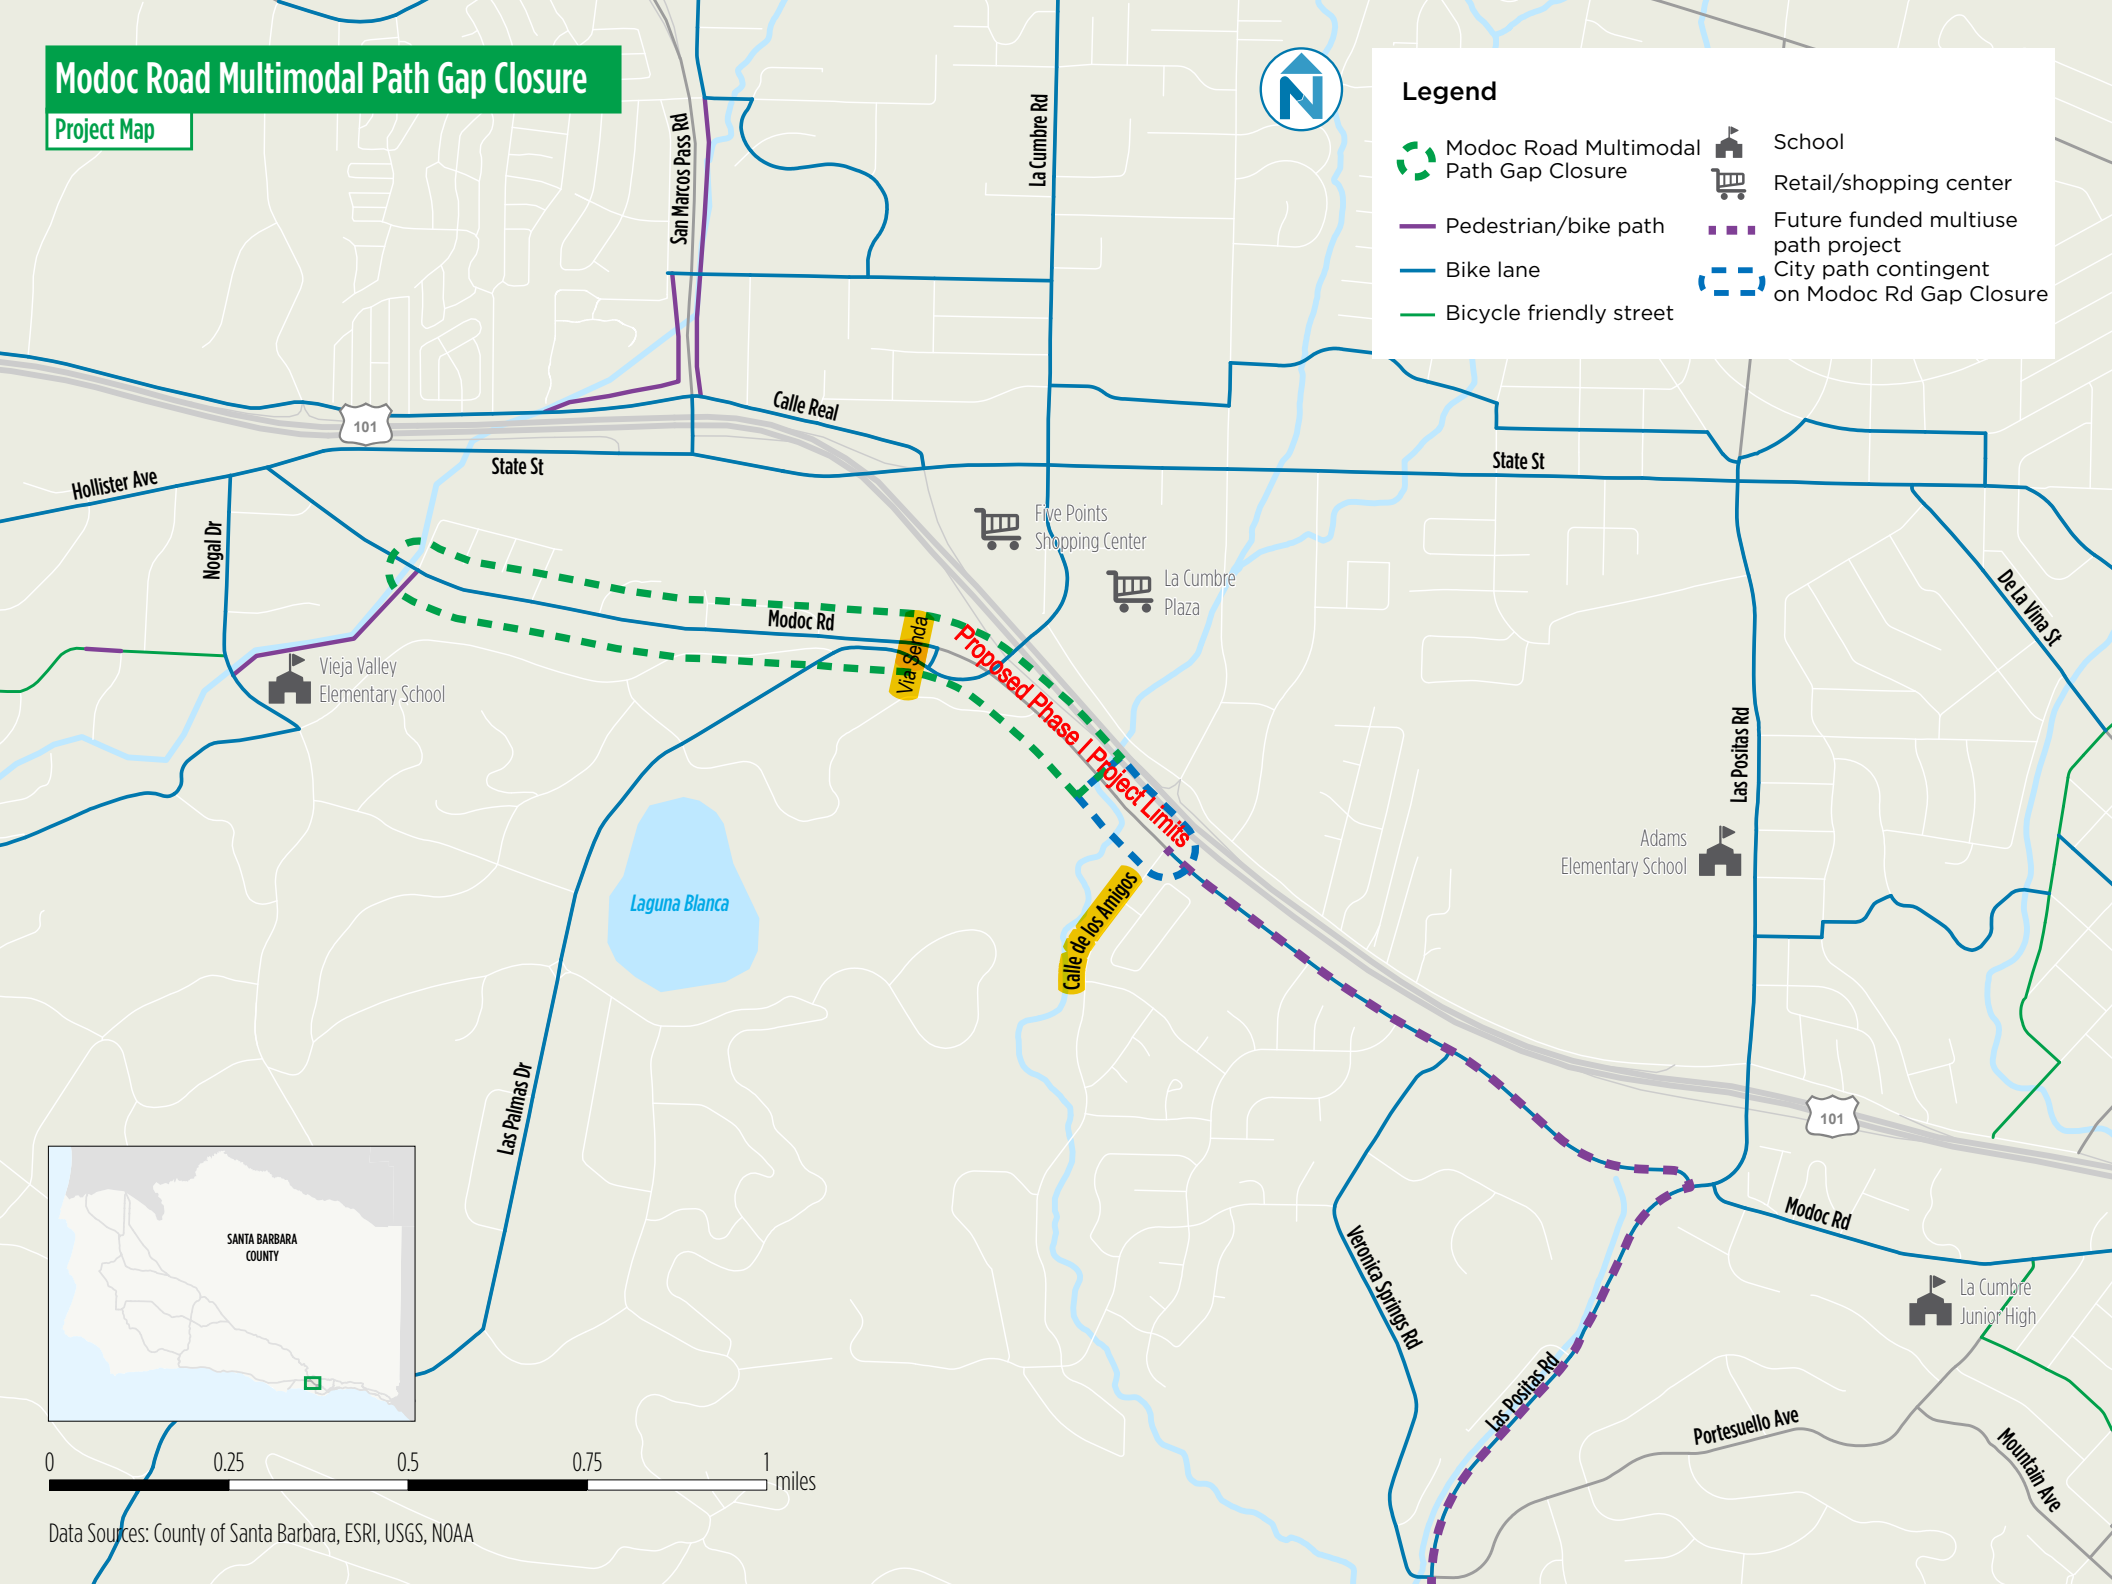 Modoc Road Multimodal Path Gap Closure
Project Map
Legend
Modoc Road Multimodal
Path Gap Closure
Pedestrian/bike path
Bike lane
Bicycle friendly street
School
Retail/shopping center
Future funded multiuse
path project
City path contingent
on Modoc Rd Gap Closure
N
San Marcos Pass Rd
La Cumbre Rd
Calle Real
101
State St
State St
Hollister Ave
Nogal Dr
Five Points
Shopping Center
La Cumbre
Plaza
De La Vina St
Modoc Rd
Via Senda
Proposed Phase I Project Limits
Vieja Valley
Elementary School
Las Positas Rd
Adams
Elementary School
Laguna Blanca
Calle de los Amigos
Las Palmas Dr
101
Modoc Rd
Veronica Springs Rd
La Cumbre
Junior High
Las Positas Rd
Portesuello Ave
Mountain Ave
SANTA BARBARA
COUNTY
0 0.25 0.5 0.75 1
miles
Data Sources: County of Santa Barbara, ESRI, USGS, NOAA